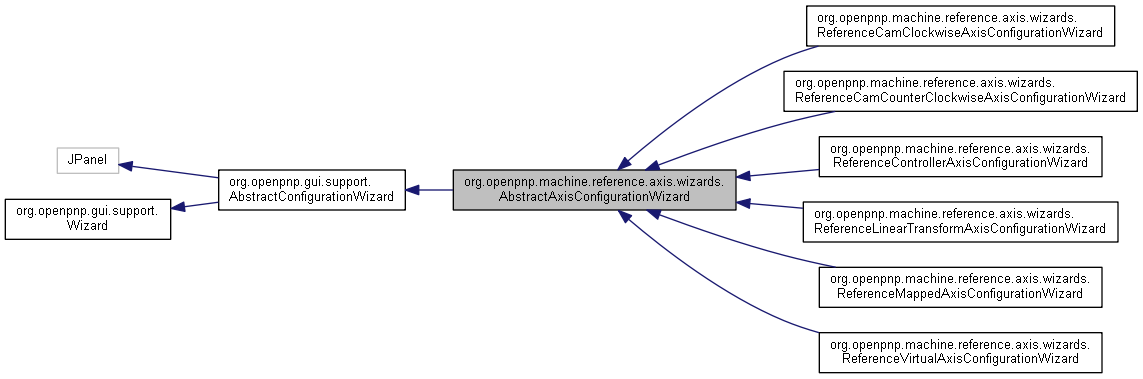 JPanel
org.openpnp.gui.support.
Wizard
org.openpnp.gui.support.
AbstractConfigurationWizard
org.openpnp.machine.reference.axis.wizards.
AbstractAxisConfigurationWizard
org.openpnp.machine.reference.axis.wizards.
ReferenceCamClockwiseAxisConfigurationWizard
org.openpnp.machine.reference.axis.wizards.
ReferenceCamCounterClockwiseAxisConfigurationWizard
org.openpnp.machine.reference.axis.wizards.
ReferenceControllerAxisConfigurationWizard
org.openpnp.machine.reference.axis.wizards.
ReferenceLinearTransformAxisConfigurationWizard
org.openpnp.machine.reference.axis.wizards.
ReferenceMappedAxisConfigurationWizard
org.openpnp.machine.reference.axis.wizards.
ReferenceVirtualAxisConfigurationWizard